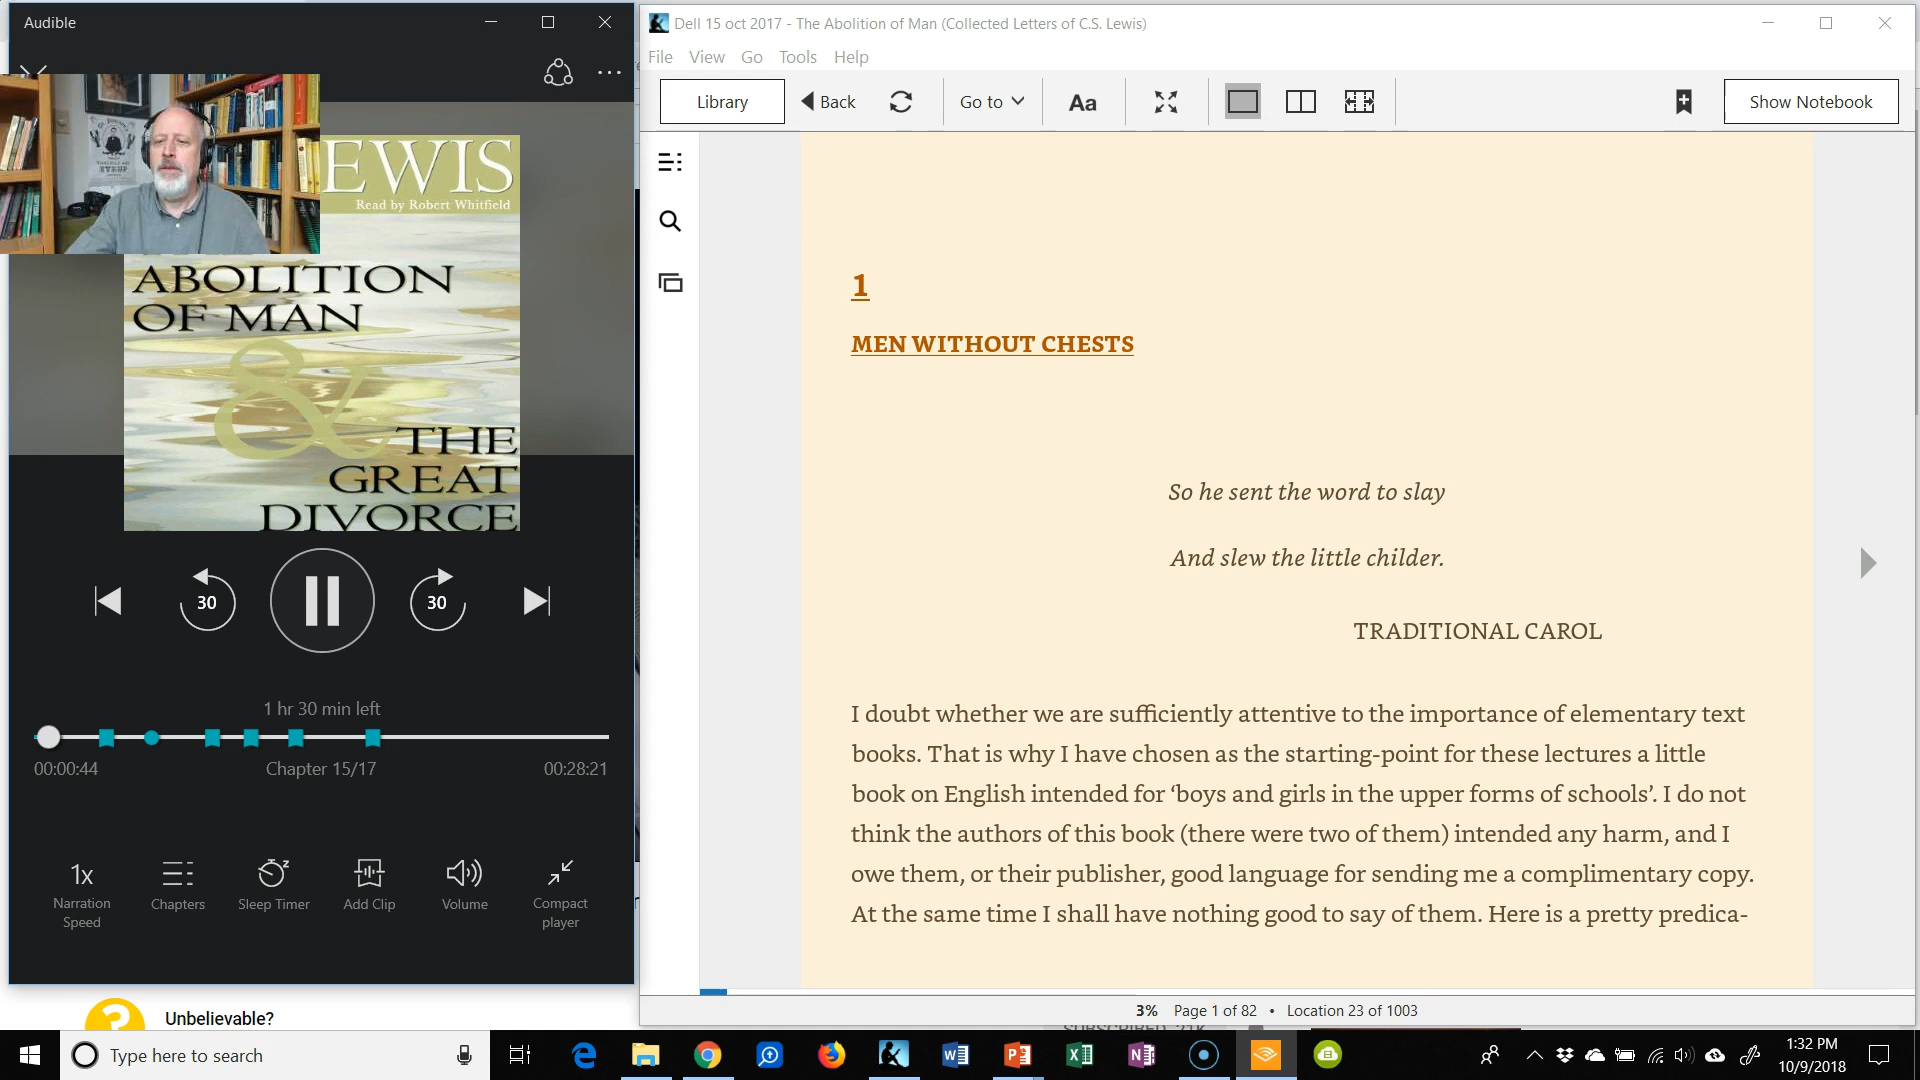 Audible
EWIS
Read by Robert Whitfield
ABOLITION
OF MAN
&
THE
GREAT
DIVORCE
30
30
1 hr 30 min left
00:00:44
Chapter 15/17
00:28:21
1x
Narration
Speed
Chapters
Sleep Timer
Add Clip
Volume
Compact
player
Unbelievable?
Dell 15 oct 2017 - The Abolition of Man (Collected Letters of C.S. Lewis)
File View Go Tools Help
Library
Back
Go to
Aa
Show Notebook
1
MEN WITHOUT CHESTS
So he sent the word to slay
And slew the little childer.
TRADITIONAL CAROL
I doubt whether we are sufficiently attentive to the importance of elementary text
books. That is why I have chosen as the starting-point for these lectures a little
book on English intended for ‘boys and girls in the upper forms of schools’. I do not
think the authors of this book (there were two of them) intended any harm, and I
owe them, or their publisher, good language for sending me a complimentary copy.
At the same time I shall have nothing good to say of them. Here is a pretty predica-
3% Page 1 of 82 • Location 23 of 1003
Type here to search
1:32 PM
10/9/2018